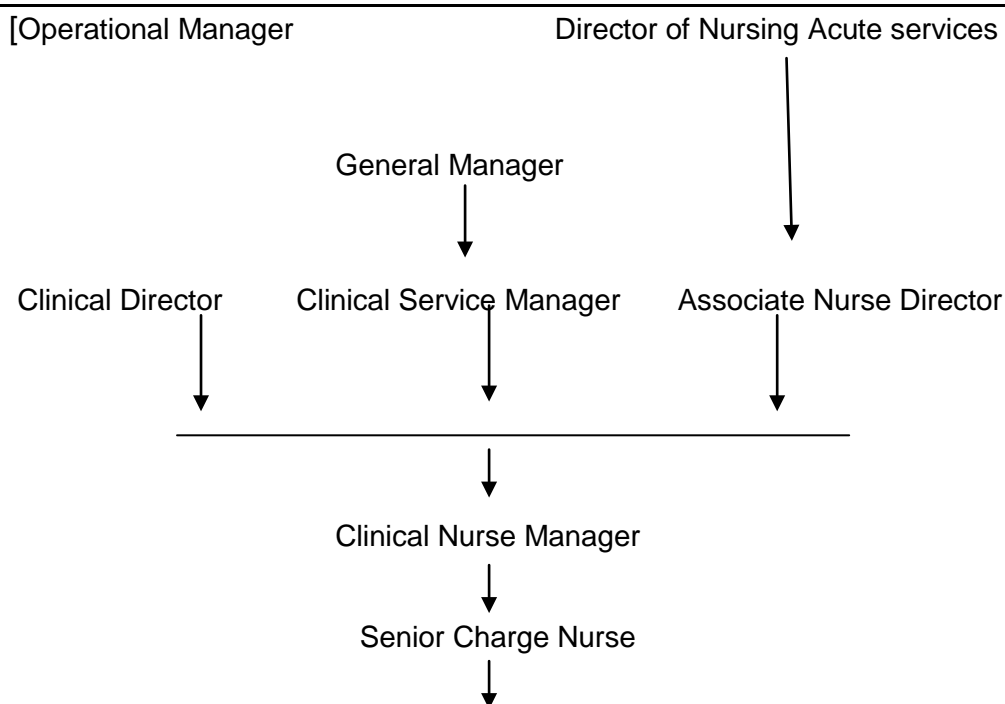 [Operational Manager Director of Nursing Acute services
General Manager
Clinical Director Clinical Service Manager Associate Nurse Director
Clinical Nurse Manager
Senior Charge Nurse